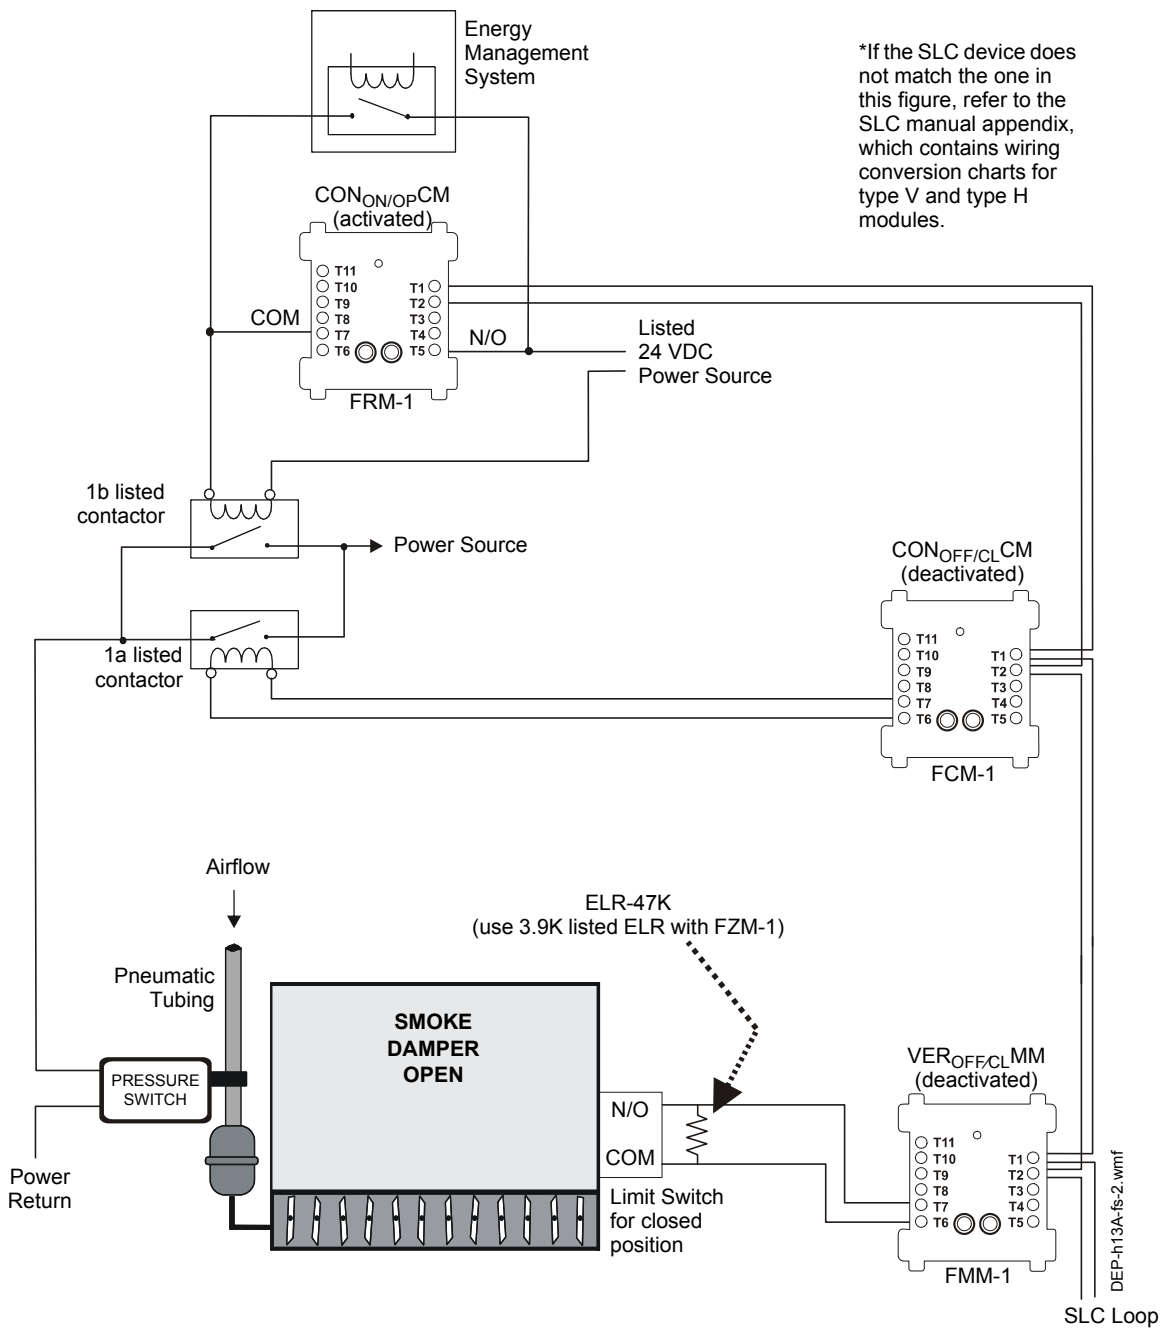 Energy
Management
System
*If the SLC device does
not match the one in
this figure, refer to the
SLC manual appendix,
which contains wiring
conversion charts for
type V and type H
modules.
CONON/OPCM
(activated)
T11
T10
T9
T8
T7
T6
T1
T2
T3
T4
T5
COM
N/O
FRM-1
Listed
24 VDC
Power Source
1b listed
contactor
Power Source
1a listed
contactor
CONOFF/CLCM
(deactivated)
T11
T10
T9
T8
T7
T6
T1
T2
T3
T4
T5
FCM-1
Airflow
Pneumatic
Tubing
ELR-47K
(use 3.9K listed ELR with FZM-1)
SMOKE
DAMPER
OPEN
PRESSURE
SWITCH
Power
Return
N/O
COM
Limit Switch
for closed
position
VEROFF/CLMM
(deactivated)
T11
T10
T9
T8
T7
T6
T1
T2
T3
T4
T5
FMM-1
DEP-h13A-fs-2.wmf
SLC Loop